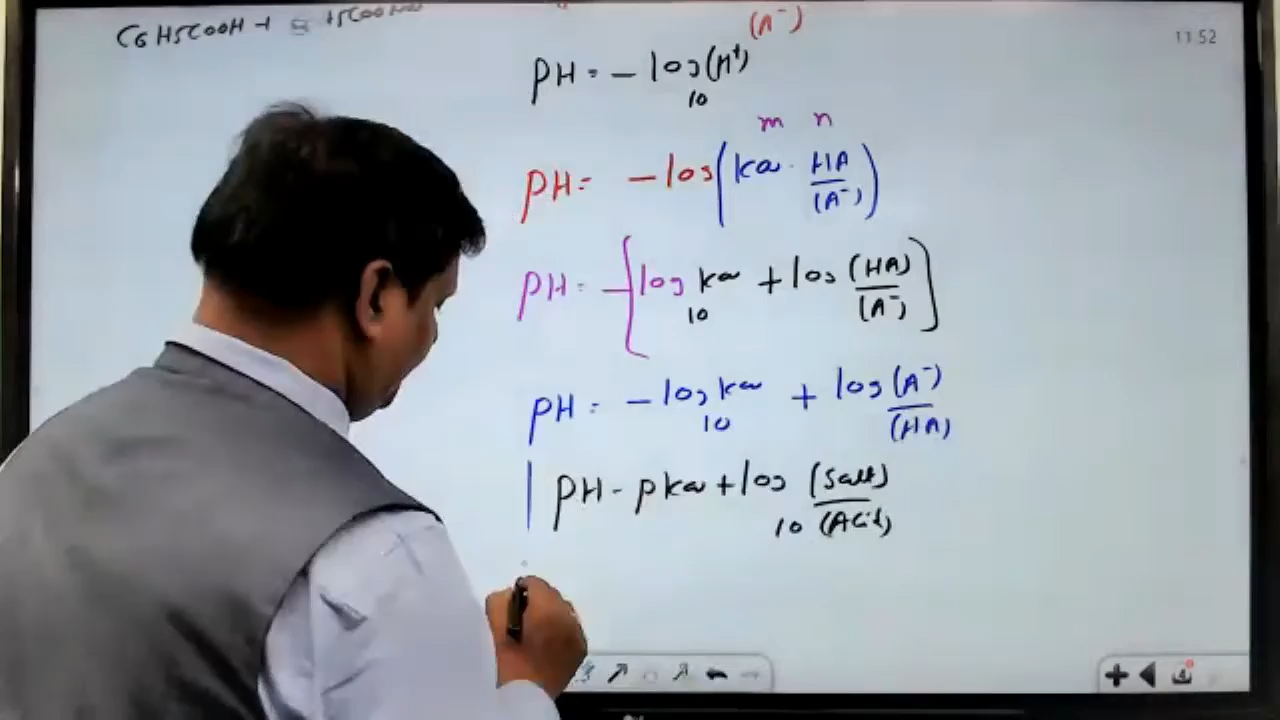 C6H5COOH +
(A⁻)
11:52
PH = - log10 (H⁺)
m n
PH = - log (ka · HA/(A⁻))
PH = - [log10 ka + log (HA)/(A⁻)]
PH = - log10 ka + log (A⁻)/(HA)
PH - pka + log10 (Salt)/(Acid)